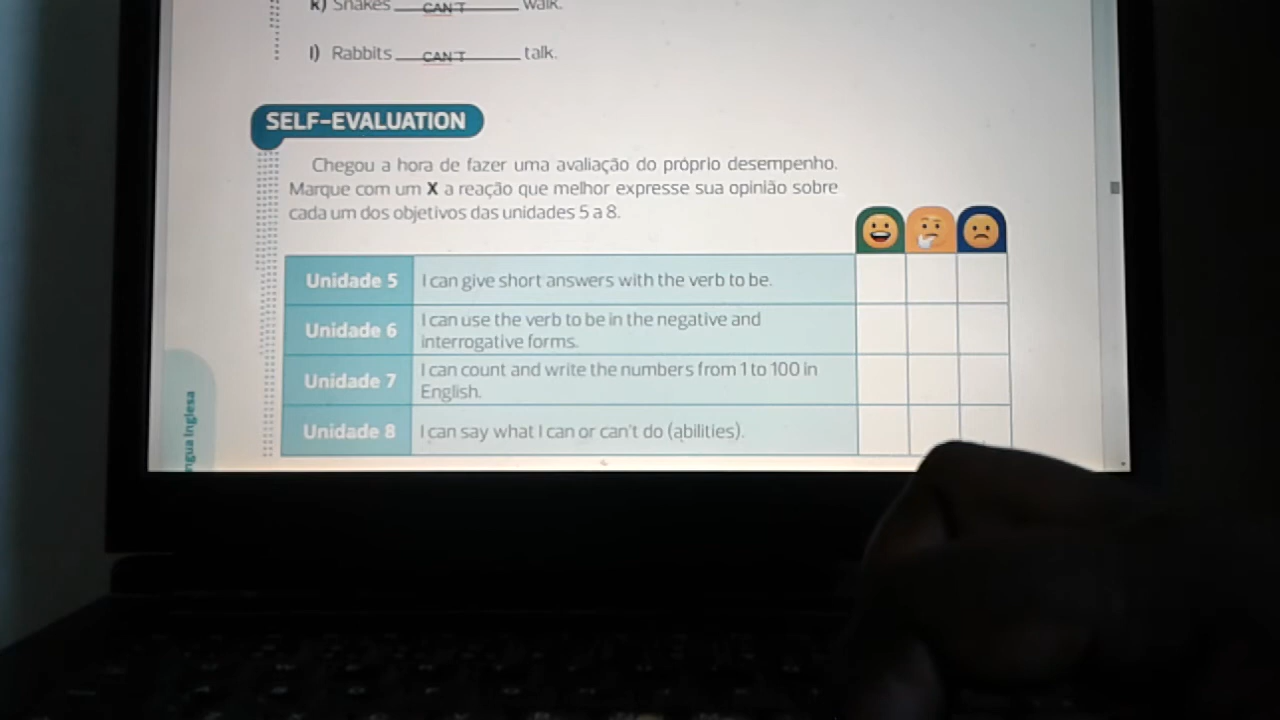 k) Snakes CAN'T walk.
l) Rabbits CAN'T talk.
SELF-EVALUATION
Chegou a hora de fazer uma avaliação do próprio desempenho.
Marque com um X a reação que melhor expresse sua opinião sobre
cada um dos objetivos das unidades 5 a 8.
Unidade 5 I can give short answers with the verb to be.
Unidade 6 I can use the verb to be in the negative and
interrogative forms.
Unidade 7 I can count and write the numbers from 1 to 100 in
English.
Unidade 8 I can say what I can or can't do (abilities).
ngua Inglesa